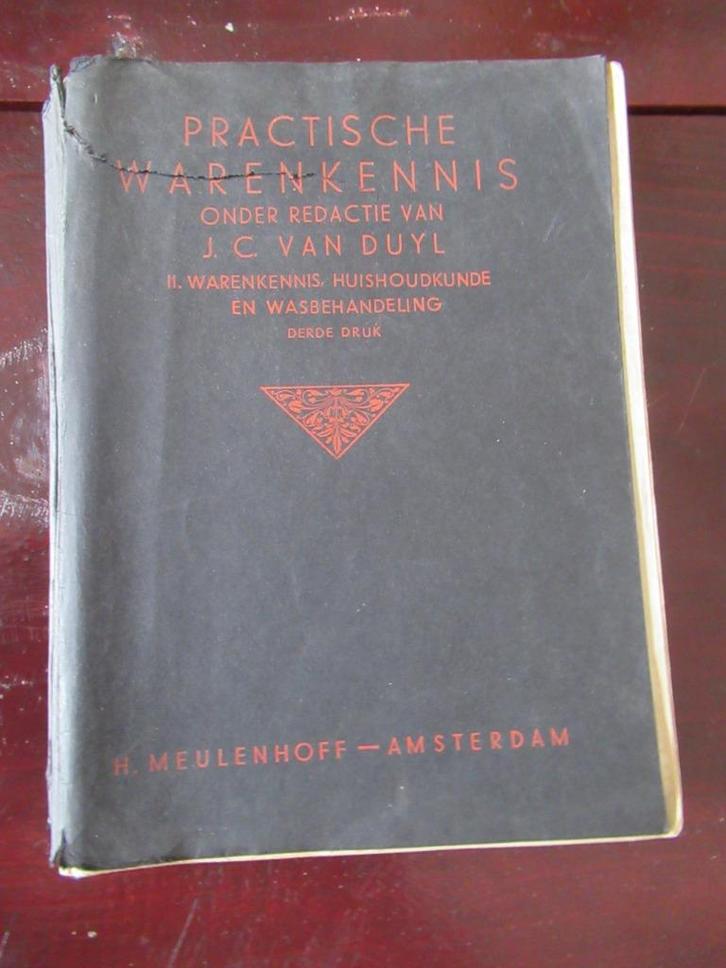 PRACTISCHE
WARENKENNIS
ONDER REDACTIE VAN
J. C. VAN DUYL
II. WARENKENNIS, HUISHOUDKUNDE
EN WASBEHANDELING
DERDE DRUK
H. MEULENHOFF — AMSTERDAM